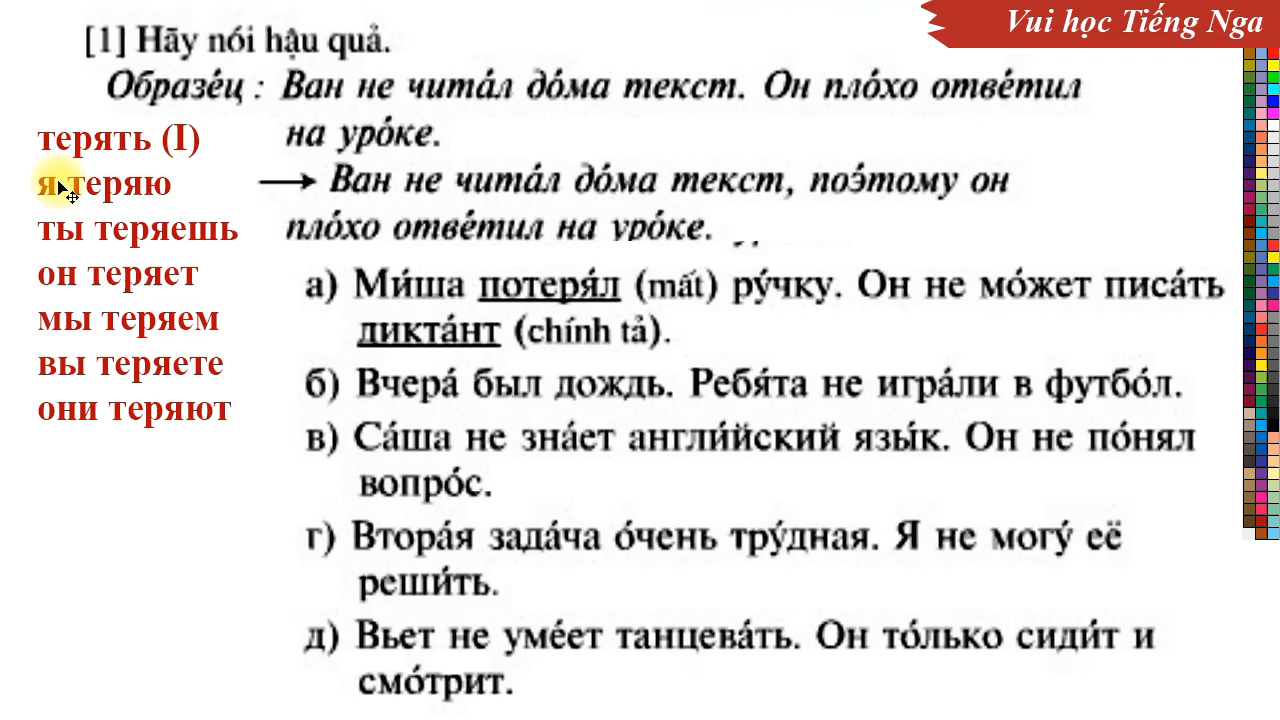 Vui học Tiếng Nga
[1] Hãy nói hậu quả.
Образе́ц : Ван не чита́л до́ма текст. Он пло́хо отве́тил
на уро́ке.
→ Ван не чита́л до́ма текст, поэ́тому он
пло́хо отве́тил на уро́ке.
терять (I)
я теряю
ты теряешь
он теряет
мы теряем
вы теряете
они теряют
а) Ми́ша потеря́л (mất) ру́чку. Он не мо́жет писа́ть
дикта́нт (chính tả).
б) Вчера́ был дождь. Ребя́та не игра́ли в футбо́л.
в) Са́ша не зна́ет англи́йский язы́к. Он не по́нял
вопро́с.
г) Втора́я зада́ча о́чень тру́дная. Я не могу́ её
реши́ть.
д) Вьет не уме́ет танцева́ть. Он то́лько сиди́т и
смо́трит.